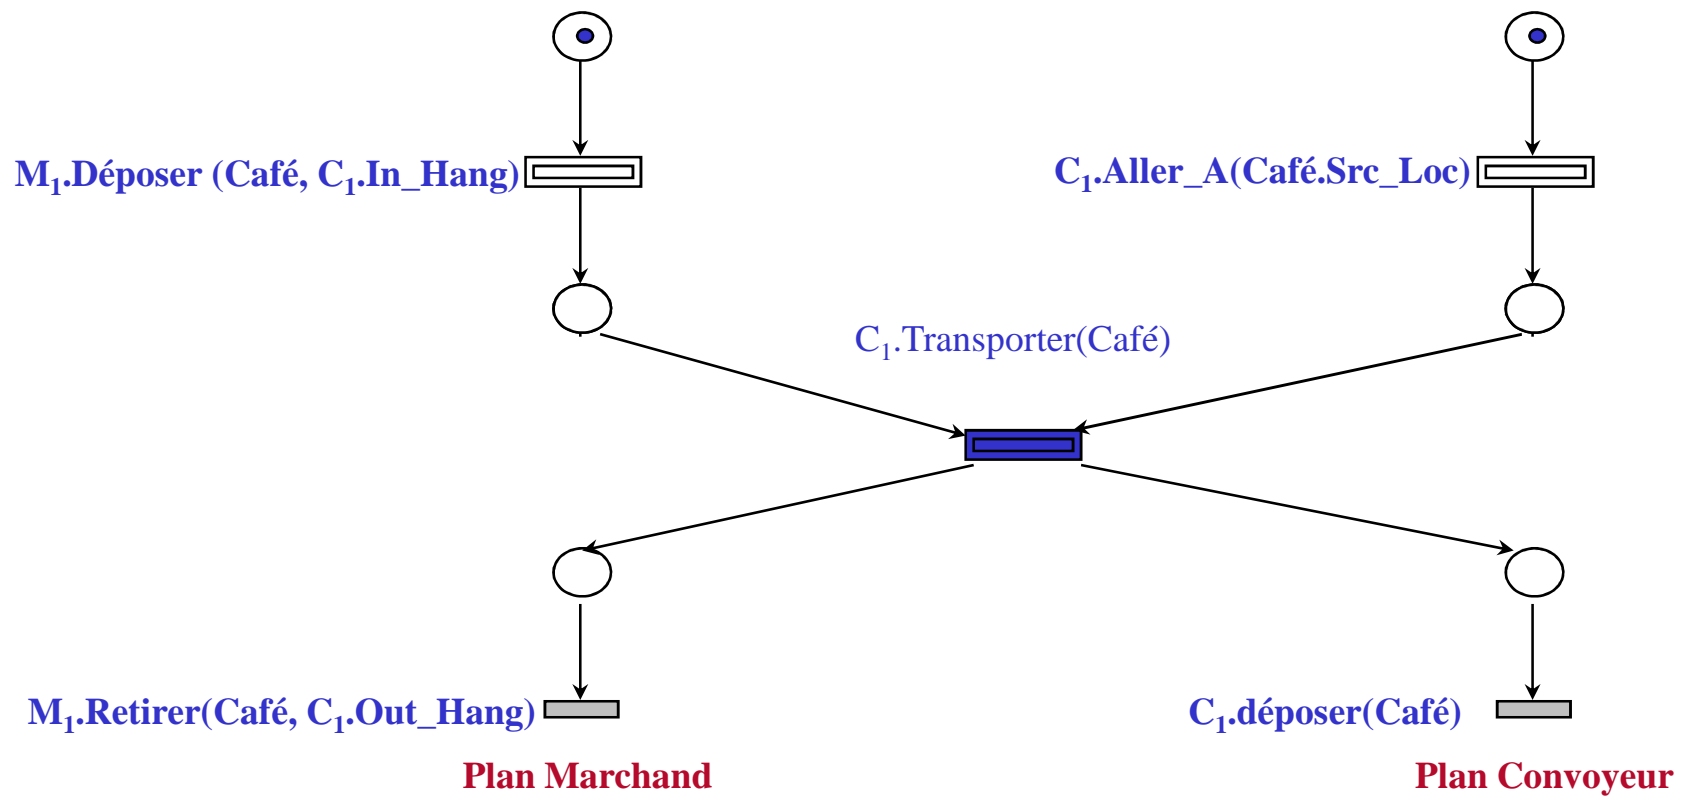 M₁.Déposer (Café, C₁.In_Hang)
C₁.Aller_A(Café.Src_Loc)
C₁.Transporter(Café)
M₁.Retirer(Café, C₁.Out_Hang)
C₁.déposer(Café)
Plan Marchand
Plan Convoyeur